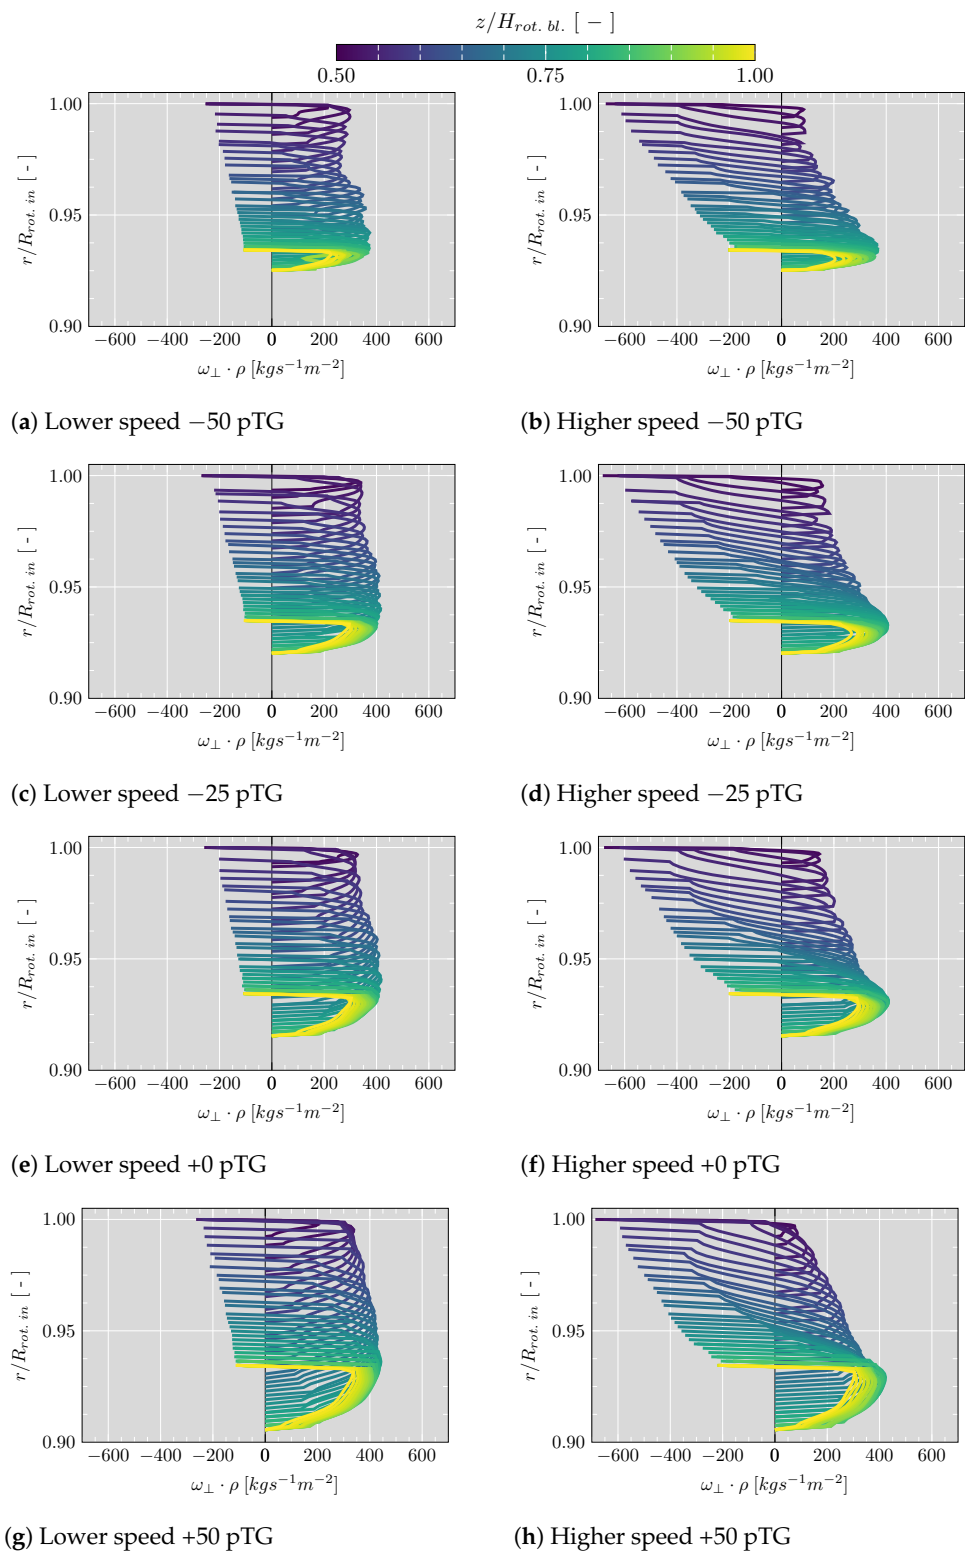 z/H_{rot. bl.} [ − ]
0.50 0.75 1.00
1.00 1.00
0.95 0.95
0.90 0.90
r/R_{rot. in} [ - ] r/R_{rot. in} [ - ]
−600 −400 −200 0 200 400 600 −600 −400 −200 0 200 400 600
ω_⊥ · ρ [kgs^{−1}m^{−2}] ω_⊥ · ρ [kgs^{−1}m^{−2}]
(a) Lower speed −50 pTG (b) Higher speed −50 pTG
1.00 1.00
0.95 0.95
0.90 0.90
r/R_{rot. in} [ - ] r/R_{rot. in} [ - ]
−600 −400 −200 0 200 400 600 −600 −400 −200 0 200 400 600
ω_⊥ · ρ [kgs^{−1}m^{−2}] ω_⊥ · ρ [kgs^{−1}m^{−2}]
(c) Lower speed −25 pTG (d) Higher speed −25 pTG
1.00 1.00
0.95 0.95
0.90 0.90
r/R_{rot. in} [ - ] r/R_{rot. in} [ - ]
−600 −400 −200 0 200 400 600 −600 −400 −200 0 200 400 600
ω_⊥ · ρ [kgs^{−1}m^{−2}] ω_⊥ · ρ [kgs^{−1}m^{−2}]
(e) Lower speed +0 pTG (f) Higher speed +0 pTG
1.00 1.00
0.95 0.95
0.90 0.90
r/R_{rot. in} [ - ] r/R_{rot. in} [ - ]
−600 −400 −200 0 200 400 600 −600 −400 −200 0 200 400 600
ω_⊥ · ρ [kgs^{−1}m^{−2}] ω_⊥ · ρ [kgs^{−1}m^{−2}]
(g) Lower speed +50 pTG (h) Higher speed +50 pTG